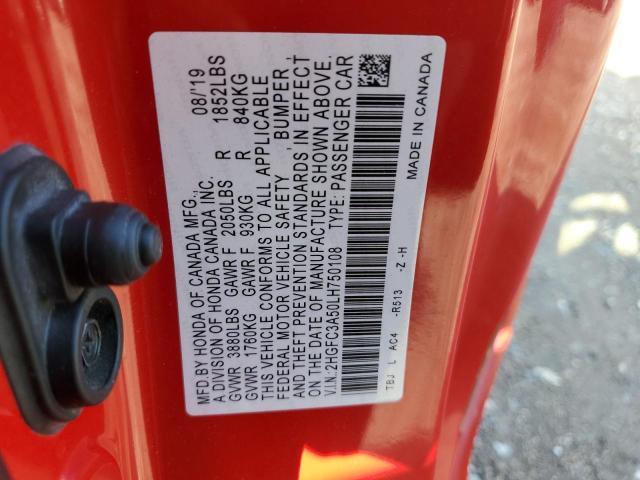 MFD.BY HONDA OF CANADA MFG., 08/'19
A DIVISION OF HONDA CANADA INC.
GVWR 3880LBS GAWR F 2050LBS R 1852LBS
GVWR 1760KG GAWR F 930KG R 840KG
THIS VEHICLE CONFORMS TO ALL APPLICABLE
FEDERAL MOTOR VEHICLE SAFETY, BUMPER,
AND THEFT PREVENTION STANDARDS IN EFFECT
ON THE DATE OF MANUFACTURE SHOWN ABOVE.
V.I.N.:2HGFC3A50LH750108 TYPE: PASSENGER CAR
TBJ L AC4 -R513 -Z -H
MADE IN CANADA